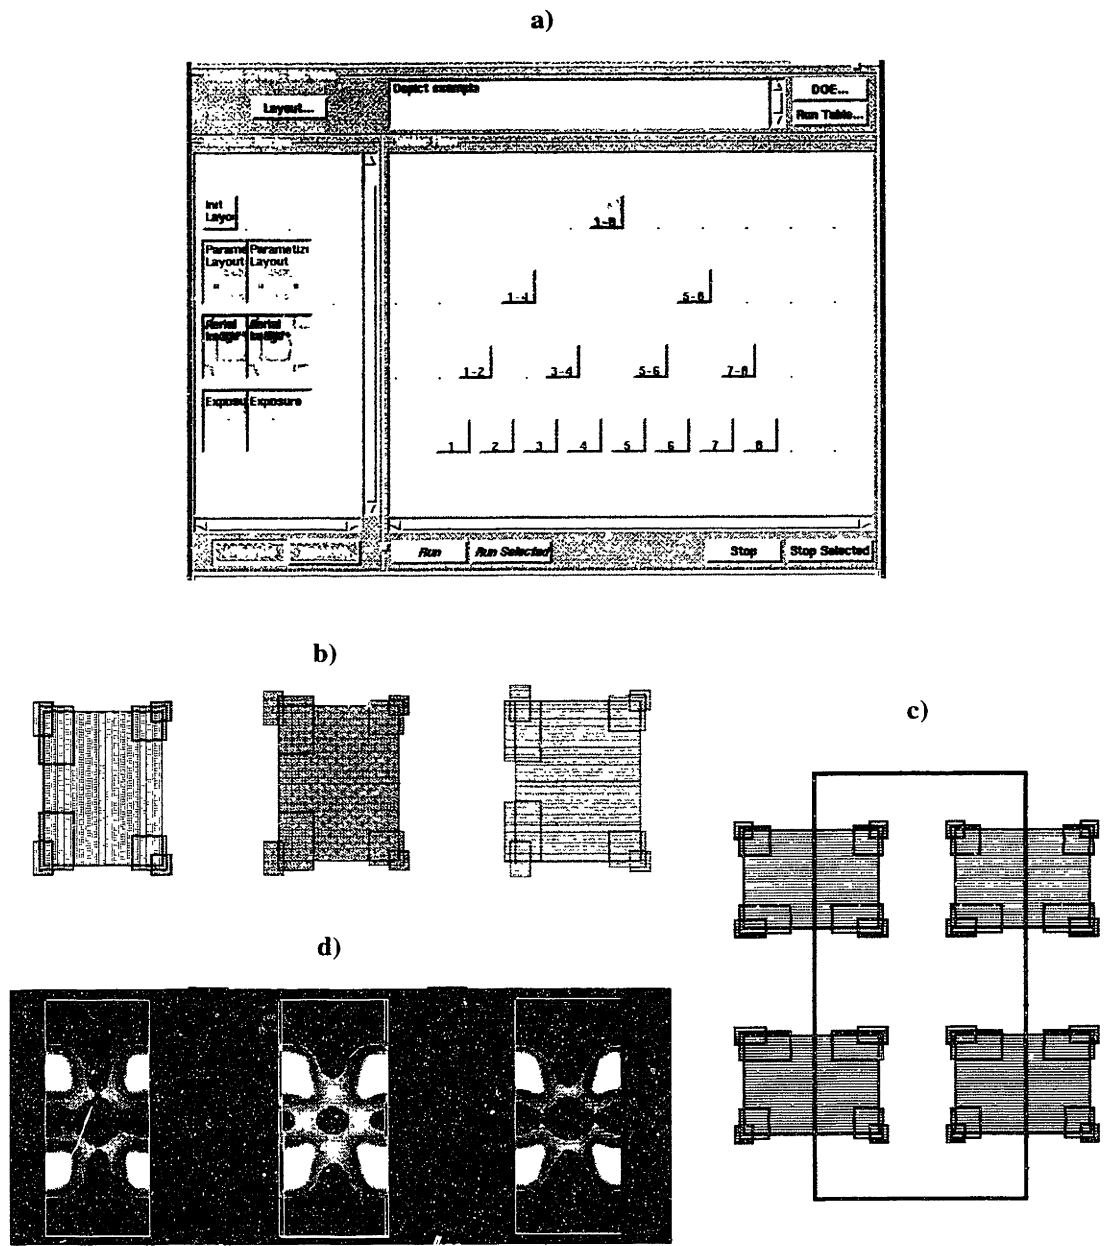 a)
Depict example
DOE...
Layout...
Run Table...
Init
Layo
1-8
Parame Parametizi
Layout Layout
1-4 5-8
Aerial Aerial
Image+ Image+
1-2 3-4 5-6 7-8
Exposu Exposure
1 2 3 4 5 6 7 8
Run Run Selected Stop Stop Selected
b)
c)
d)